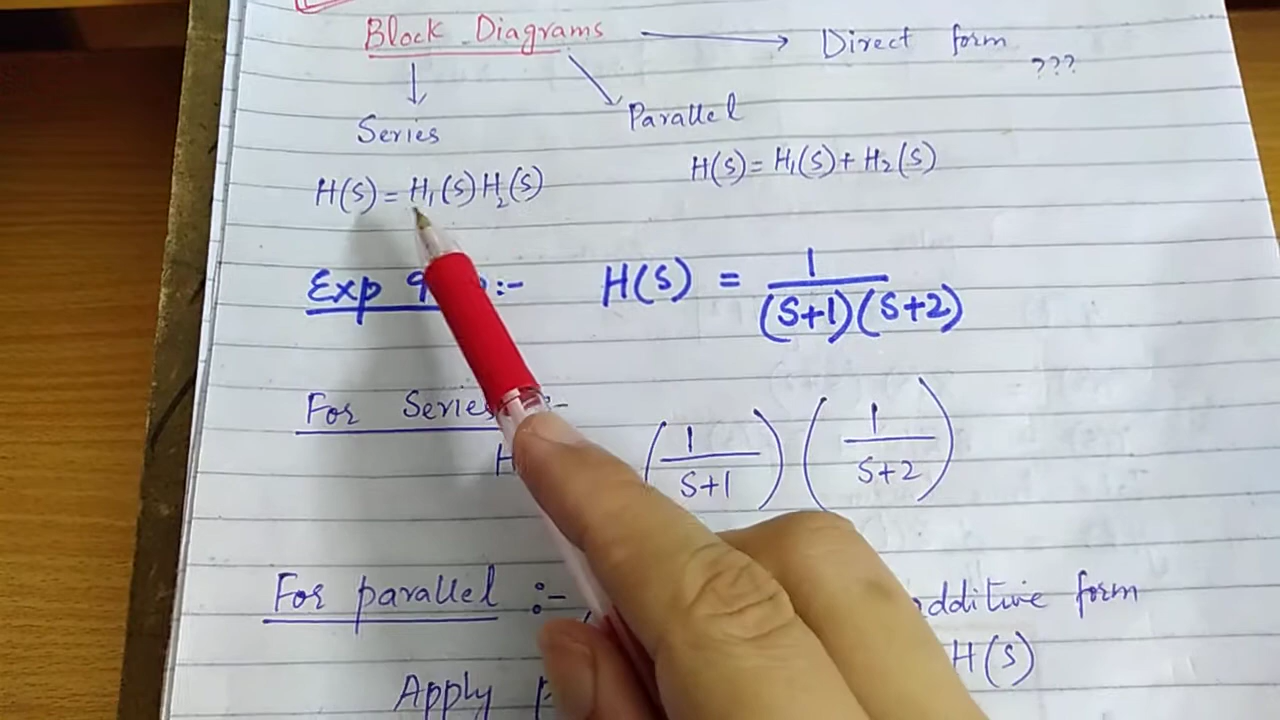 Block Diagrams → Direct form
???
Series Parallel
H(s) = H₁(s) H₂(s) H(s) = H₁(s) + H₂(s)
Exp :- H(s) = 1/((s+1)(s+2))
For Series :-
H (1/(s+1)) (1/(s+2))
For parallel :- additive form
H(s)
Apply